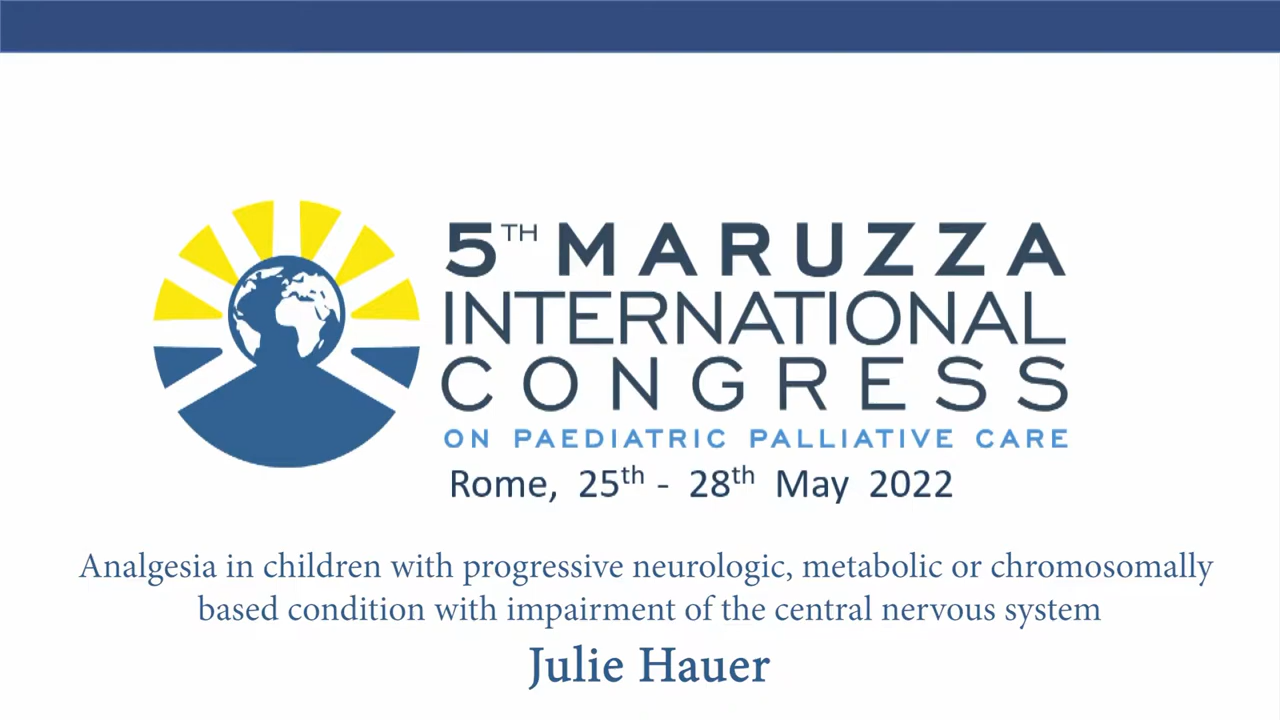 5TH MARUZZA
INTERNATIONAL
CONGRESS
ON PAEDIATRIC PALLIATIVE CARE
Rome, 25th - 28th May 2022
Analgesia in children with progressive neurologic, metabolic or chromosomally
based condition with impairment of the central nervous system
Julie Hauer